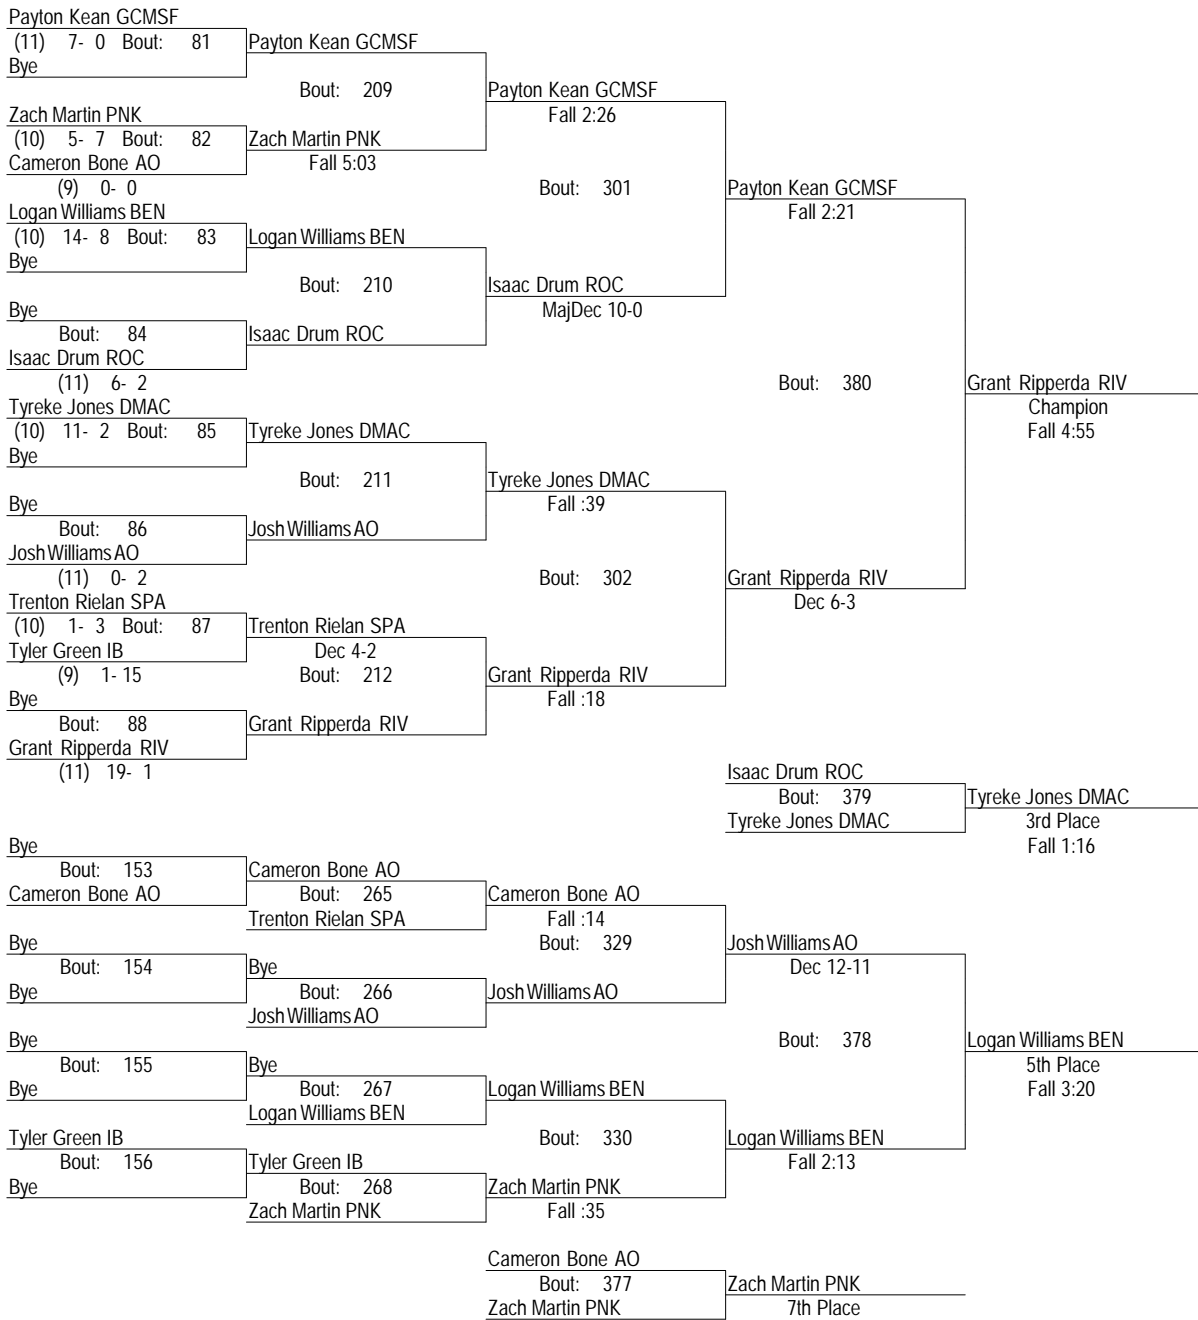 Payton Kean GCMSF
(11) 7- 0 Bout: 81
Payton Kean GCMSF
Bye
Bout: 209
Payton Kean GCMSF
Zach Martin PNK
Fall 2:26
(10) 5- 7 Bout: 82
Zach Martin PNK
Cameron Bone AO
Fall 5:03
(9) 0- 0
Bout: 301
Payton Kean GCMSF
Logan Williams BEN
Fall 2:21
(10) 14- 8 Bout: 83
Logan Williams BEN
Bye
Bout: 210
Isaac Drum ROC
Bye
MajDec 10-0
Bout: 84
Isaac Drum ROC
Isaac Drum ROC
(11) 6- 2
Bout: 380
Grant Ripperda RIV
Tyreke Jones DMAC
Champion
(10) 11- 2 Bout: 85
Tyreke Jones DMAC
Fall 4:55
Bye
Bout: 211
Tyreke Jones DMAC
Bye
Fall :39
Bout: 86
Josh Williams AO
Josh Williams AO
(11) 0- 2
Bout: 302
Grant Ripperda RIV
Trenton Rielan SPA
Dec 6-3
(10) 1- 3 Bout: 87
Trenton Rielan SPA
Tyler Green IB
Dec 4-2
(9) 1- 15
Bout: 212
Grant Ripperda RIV
Bye
Fall :18
Bout: 88
Grant Ripperda RIV
Grant Ripperda RIV
(11) 19- 1
Isaac Drum ROC
Bout: 379
Tyreke Jones DMAC
Tyreke Jones DMAC
3rd Place
Fall 1:16
Bye
Bout: 153
Cameron Bone AO
Cameron Bone AO
Bout: 265
Cameron Bone AO
Trenton Rielan SPA
Fall :14
Bye
Bout: 329
Josh Williams AO
Bout: 154
Bye
Dec 12-11
Bye
Bout: 266
Josh Williams AO
Josh Williams AO
Bye
Bout: 378
Logan Williams BEN
Bout: 155
Bye
5th Place
Bye
Bout: 267
Logan Williams BEN
Fall 3:20
Logan Williams BEN
Tyler Green IB
Bout: 330
Logan Williams BEN
Bout: 156
Tyler Green IB
Fall 2:13
Bye
Bout: 268
Zach Martin PNK
Zach Martin PNK
Fall :35
Cameron Bone AO
Bout: 377
Zach Martin PNK
Zach Martin PNK
7th Place